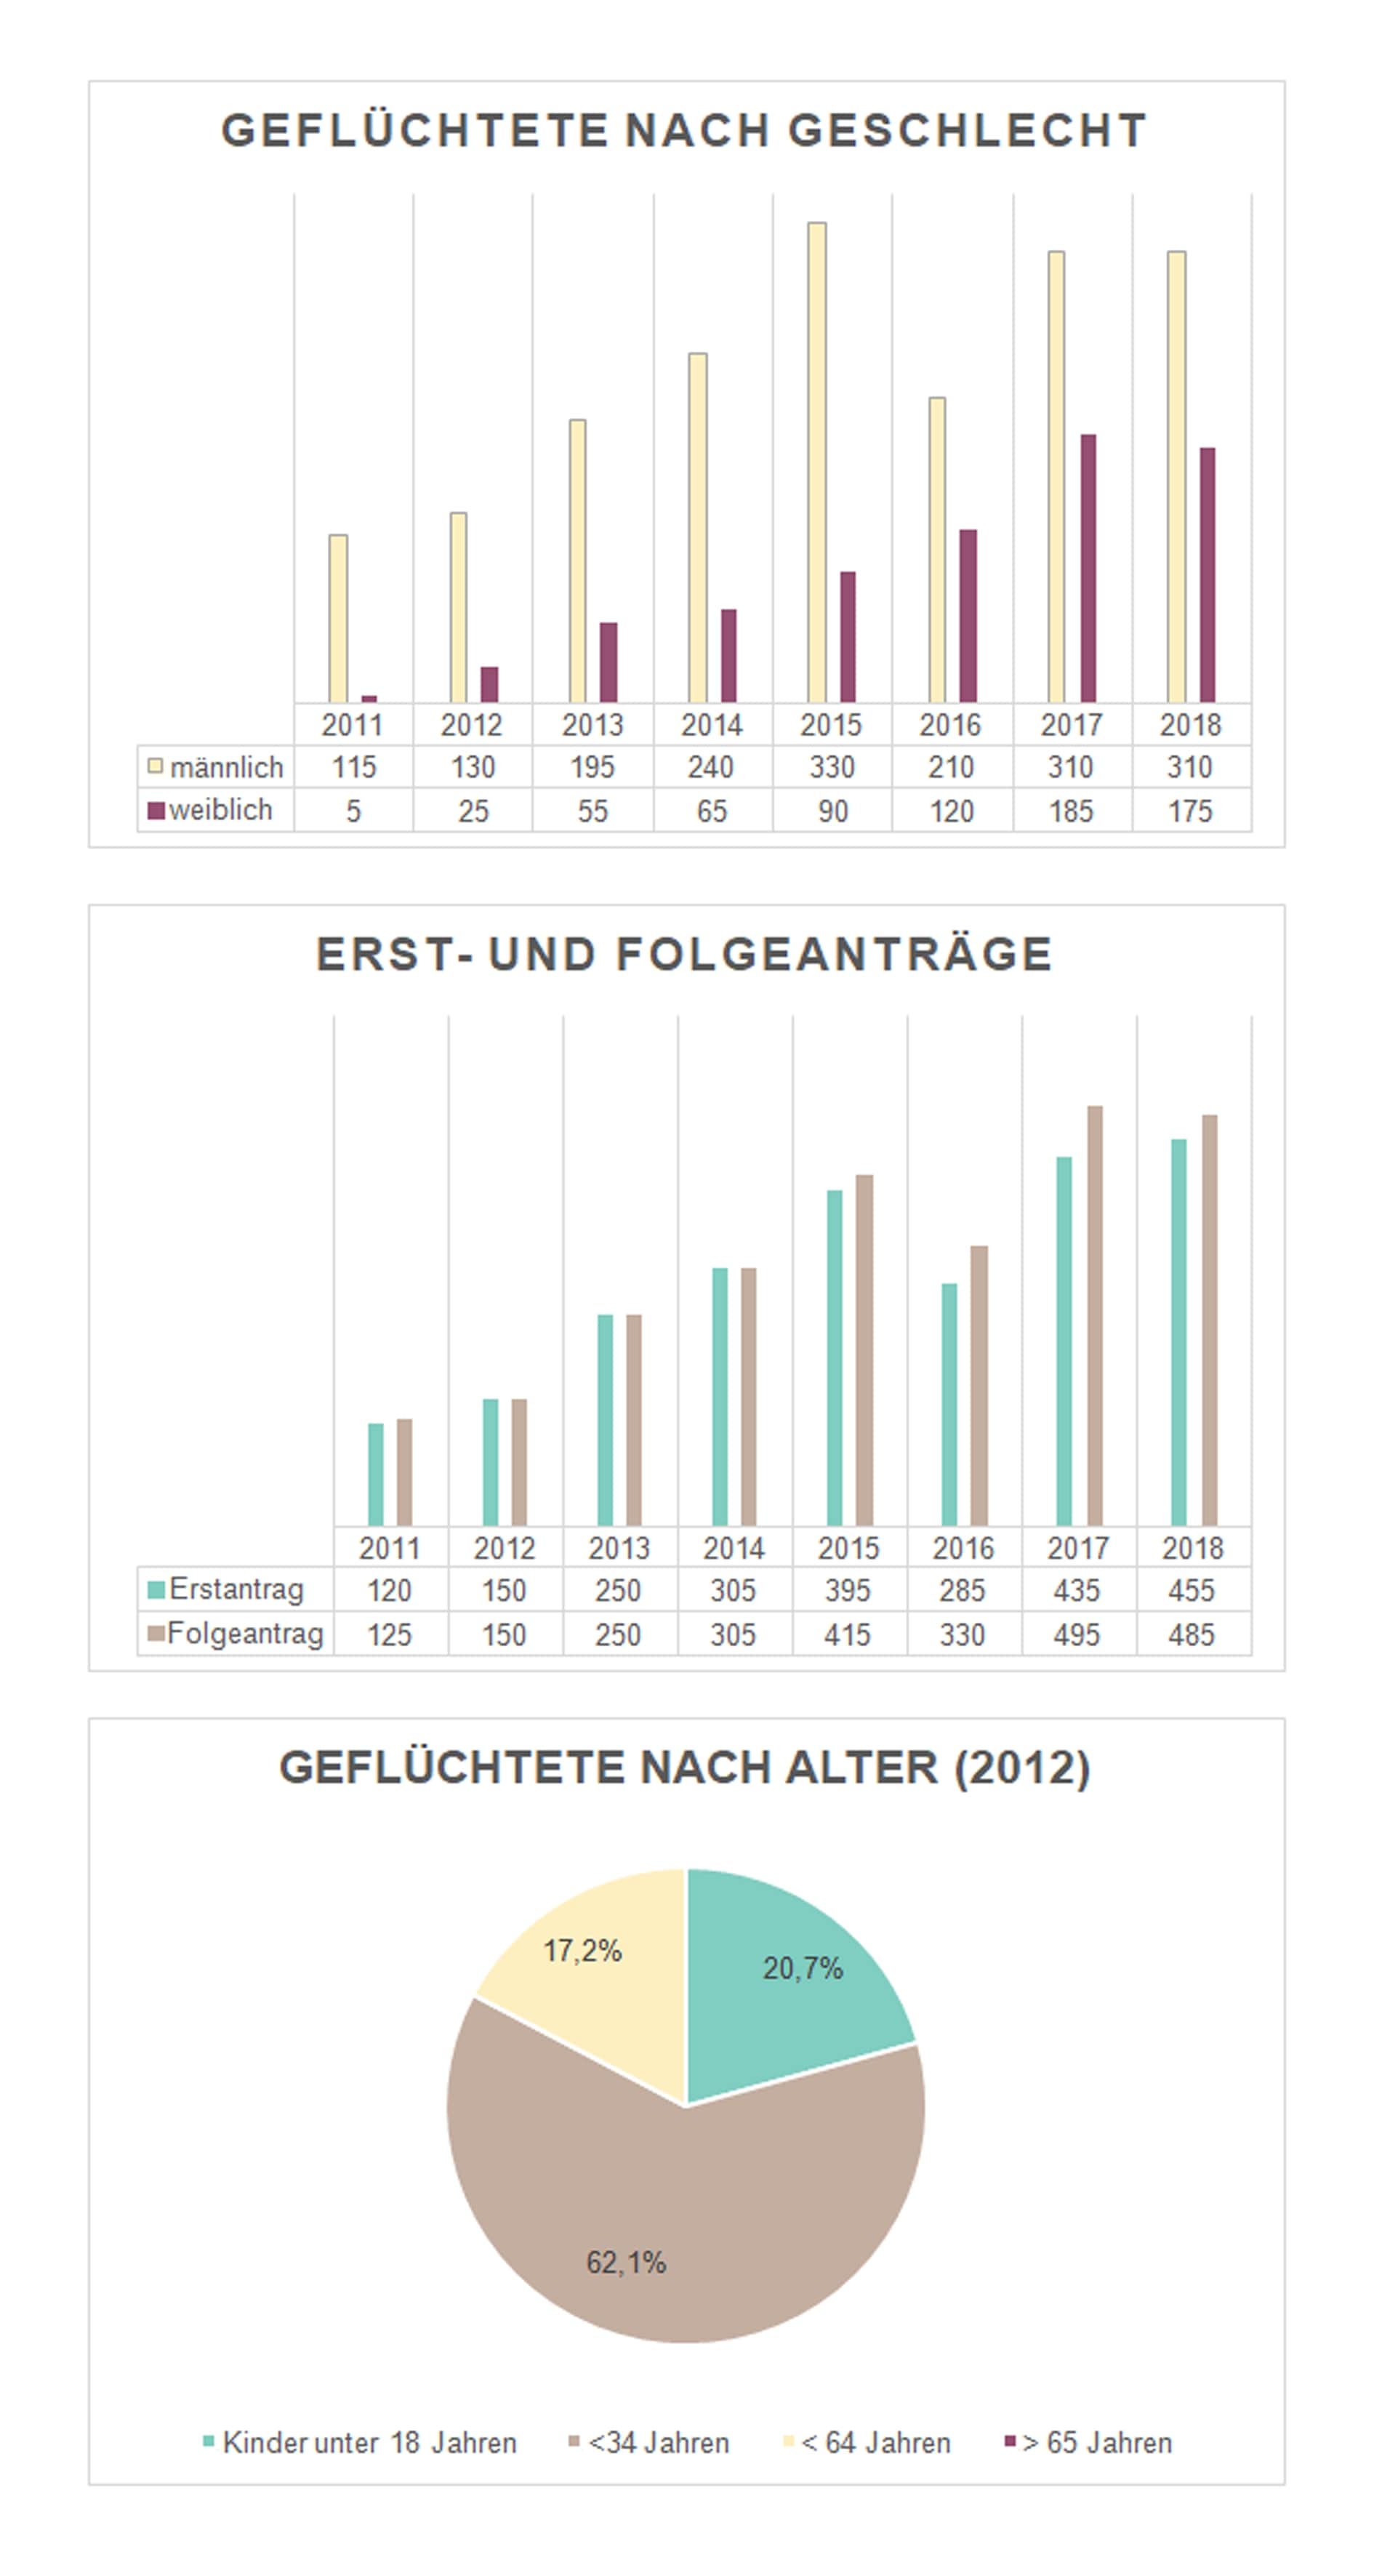 GEFLÜCHTETE NACH GESCHLECHT
2011 2012 2013 2014 2015 2016 2017 2018
männlich 115 130 195 240 330 210 310 310
weiblich 5 25 55 65 90 120 185 175
ERST- UND FOLGEANTRÄGE
2011 2012 2013 2014 2015 2016 2017 2018
Erstantrag 120 150 250 305 395 285 435 455
Folgeantrag 125 150 250 305 415 330 495 485
GEFLÜCHTETE NACH ALTER (2012)
17,2%
20,7%
62,1%
Kinder unter 18 Jahren <34 Jahren < 64 Jahren > 65 Jahren